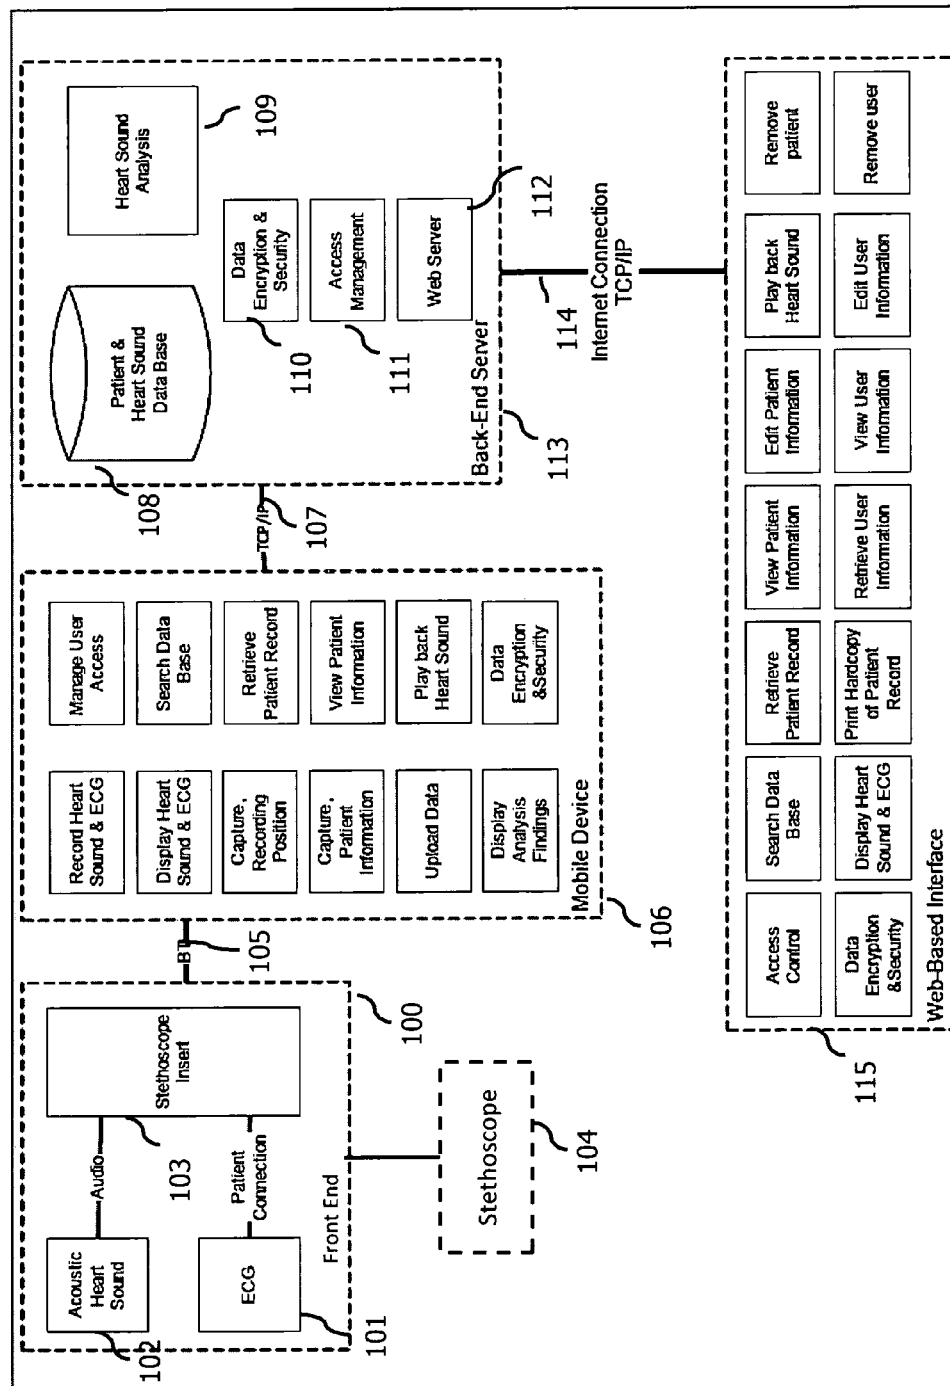 Acoustic
Heart
Sound
102
Audio
ECG
101
Patient
Connection
Stethoscope
Insert
103
Front End
100
Stethoscope
104
BT
105
Record Heart
Sound & ECG
Display Heart
Sound & ECG
Capture,
Recording
Position
Capture,
Patient
Information
Upload Data
Display
Analysis
Findings
Manage User
Access
Search Data
Base
Retrieve
Patient Record
View Patient
Information
Play back
Heart Sound
Data
Encryption
&Security
Mobile Device
106
TCP/IP
107
Patient &
Heart Sound
Data Base
108
Heart Sound
Analysis
109
Data
Encryption &
Security
110
Access
Management
111
Web Server
112
Back-End Server
113
114
Internet Connection
TCP/IP
Access
Control
Search Data
Base
Retrieve
Patient Record
View Patient
Information
Edit Patient
Information
Play back
Heart Sound
Remove
patient
Data
Encryption
&Security
Display Heart
Sound & ECG
Print Hardcopy
of Patient
Record
Retrieve User
Information
View User
Information
Edit User
Information
Remove user
Web-Based Interface
115